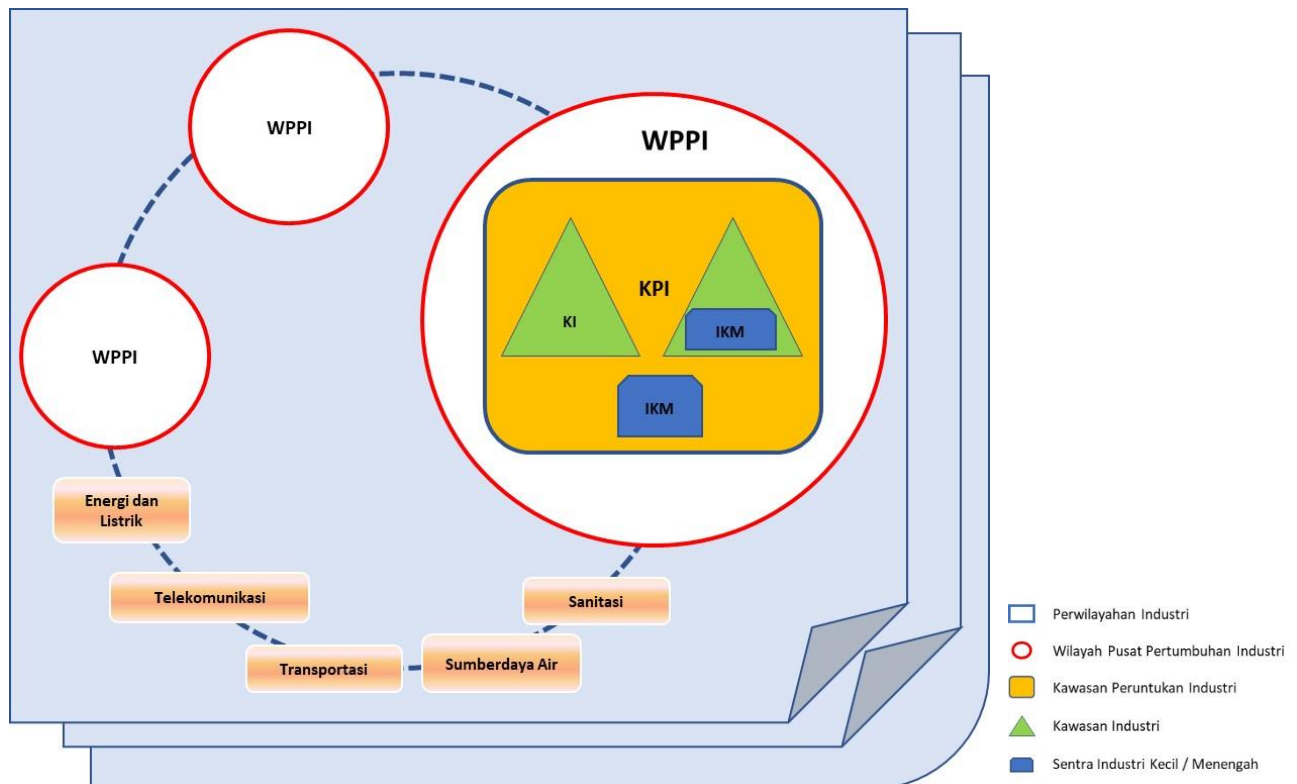 WPPI
WPPI
WPPI
KPI
KI
IKM
IKM
Energi dan
Listrik
Telekomunikasi
Transportasi
Sumberdaya Air
Sanitasi
Perwilayahan Industri
Wilayah Pusat Pertumbuhan Industri
Kawasan Peruntukan Industri
Kawasan Industri
Sentra Industri Kecil / Menengah